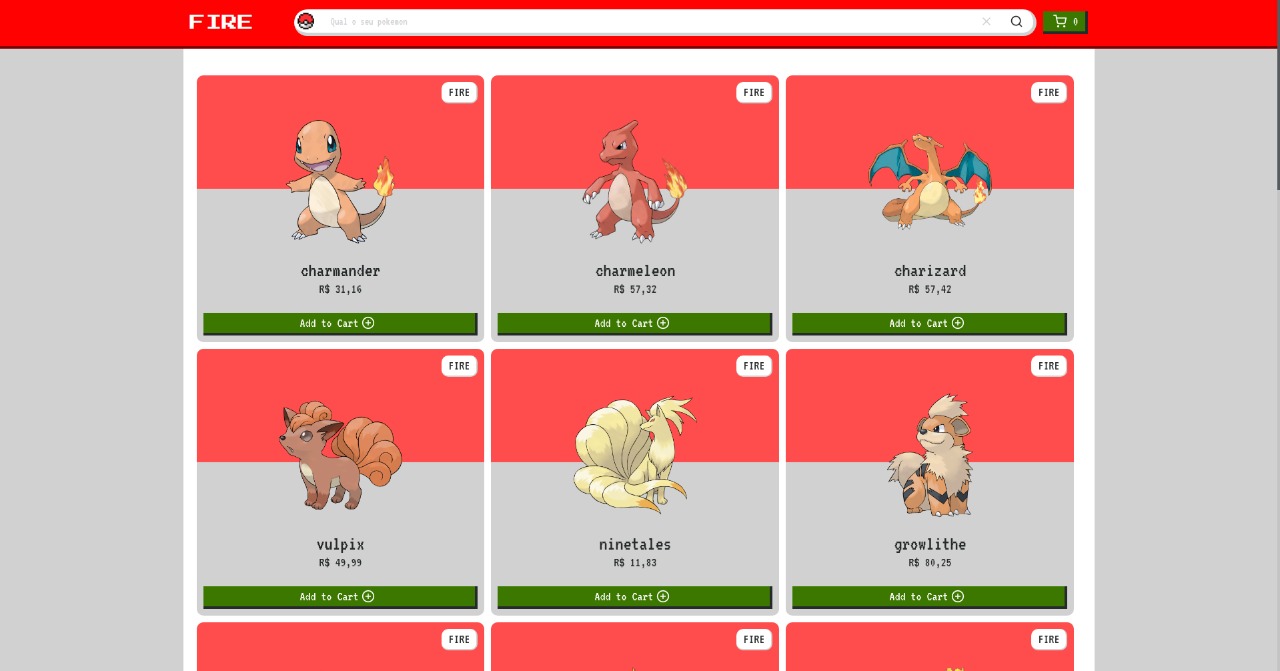 FIRE
Qual o seu pokemon
0
FIRE
FIRE
FIRE
charmander
charmeleon
charizard
R$ 31,16
R$ 57,32
R$ 57,42
Add to Cart
Add to Cart
Add to Cart
FIRE
FIRE
FIRE
vulpix
ninetales
growlithe
R$ 49,99
R$ 11,83
R$ 80,25
Add to Cart
Add to Cart
Add to Cart
FIRE
FIRE
FIRE